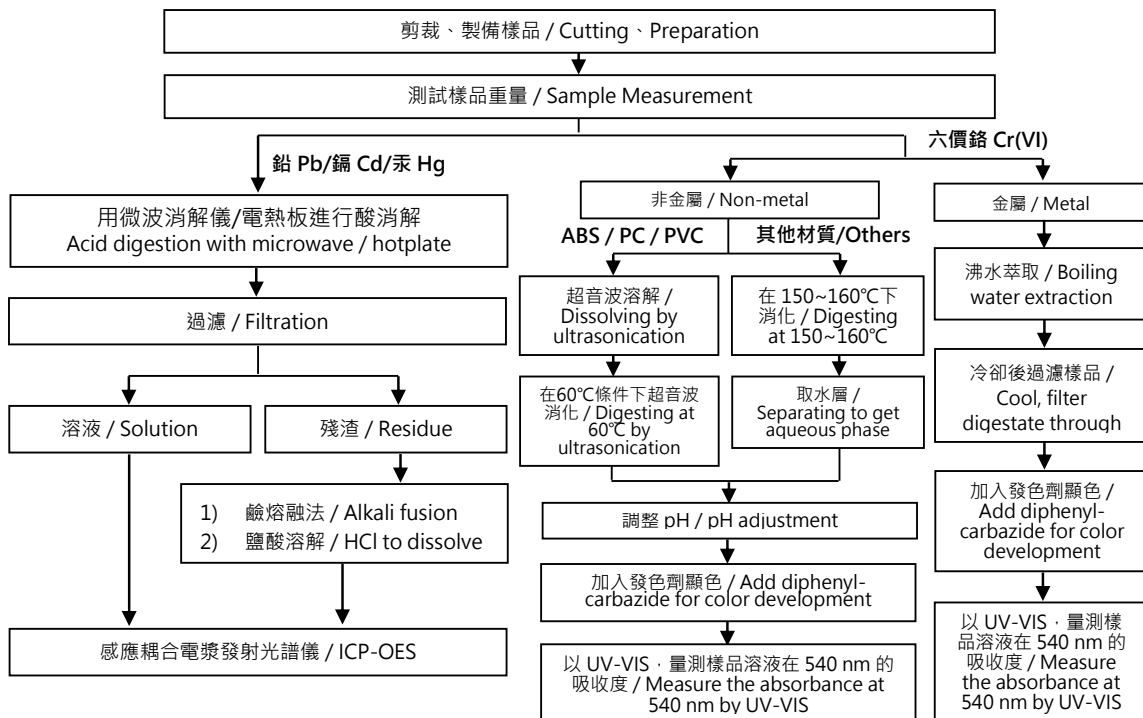 剪裁、製備樣品 / Cutting、Preparation
測試樣品重量 / Sample Measurement
鉛 Pb/鎘 Cd/汞 Hg
六價鉻 Cr(VI)
用微波消解儀/電熱板進行酸消解
Acid digestion with microwave / hotplate
過濾 / Filtration
溶液 / Solution
殘渣 / Residue
1) 鹼熔融法 / Alkali fusion
2) 鹽酸溶解 / HCl to dissolve
感應耦合電漿發射光譜儀 / ICP-OES
非金屬 / Non-metal
ABS / PC / PVC
其他材質/Others
超音波溶解 /
Dissolving by
ultrasonication
在60℃條件下超音波
消化 / Digesting at
60℃ by
ultrasonication
在 150~160℃下
消化 / Digesting
at 150~160℃
取水層 /
Separating to get
aqueous phase
調整 pH / pH adjustment
加入發色劑顯色 / Add diphenyl-
carbazide for color development
以 UV-VIS，量測樣品溶液在 540 nm 的
吸收度 / Measure the absorbance at
540 nm by UV-VIS
金屬 / Metal
沸水萃取 / Boiling
water extraction
冷卻後過濾樣品 /
Cool, filter
digestate through
加入發色劑顯色 /
Add diphenyl-
carbazide for color
development
以 UV-VIS，量測樣
品溶液在 540 nm 的
吸收度 / Measure
the absorbance at
540 nm by UV-VIS